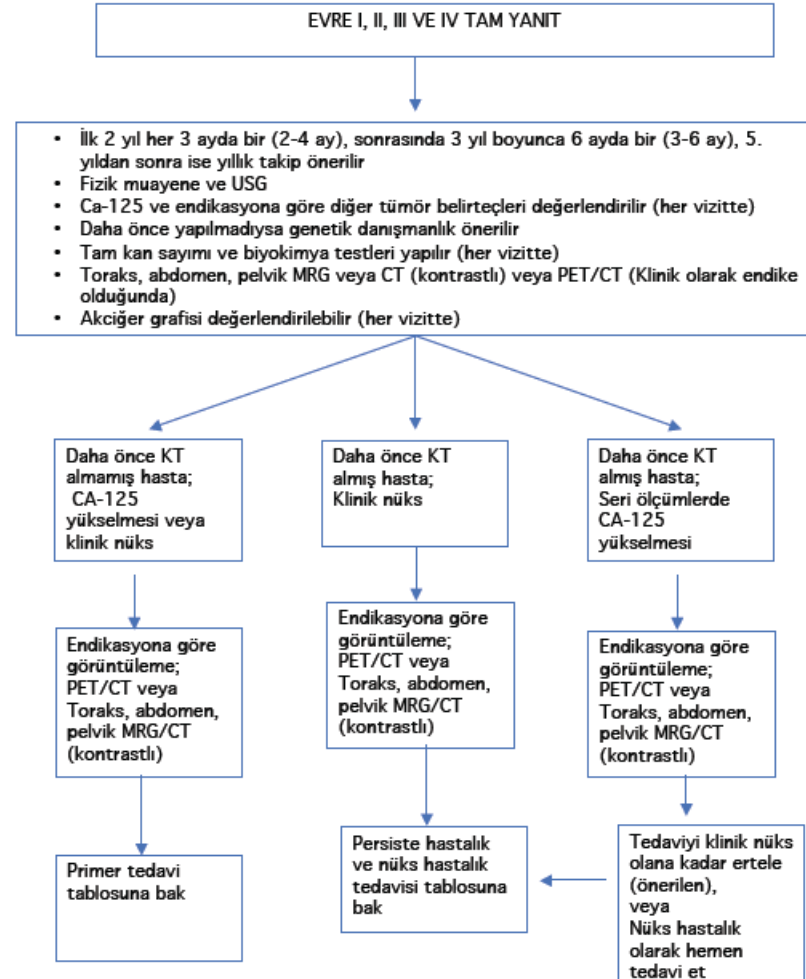 EVRE I, II, III VE IV TAM YANIT
• İlk 2 yıl her 3 ayda bir (2-4 ay), sonrasında 3 yıl boyunca 6 ayda bir (3-6 ay), 5.
yıldan sonra ise yıllık takip önerilir
• Fizik muayene ve USG
• Ca-125 ve endikasyona göre diğer tümör belirteçleri değerlendirilir (her vizitte)
• Daha önce yapılmadıysa genetik danışmanlık önerilir
• Tam kan sayımı ve biyokimya testleri yapılır (her vizitte)
• Toraks, abdomen, pelvik MRG veya CT (kontrastlı) veya PET/CT (Klinik olarak endike
olduğunda)
• Akciğer grafisi değerlendirilebilir (her vizitte)
Daha önce KT
almamış hasta;
CA-125
yükselmesi veya
klinik nüks
Daha önce KT
almış hasta;
Klinik nüks
Daha önce KT
almış hasta;
Seri ölçümlerde
CA-125
yükselmesi
Endikasyona göre
görüntüleme;
PET/CT veya
Toraks, abdomen,
pelvik MRG/CT
(kontrastlı)
Endikasyona göre
görüntüleme;
PET/CT veya
Toraks, abdomen,
pelvik MRG/CT
(kontrastlı)
Endikasyona göre
görüntüleme;
PET/CT veya
Toraks, abdomen,
pelvik MRG/CT
(kontrastlı)
Primer tedavi
tablosuna bak
Persiste hastalık
ve nüks hastalık
tedavisi tablosuna
bak
Tedaviyi klinik nüks
olana kadar ertele
(önerilen),
veya
Nüks hastalık
olarak hemen
tedavi et